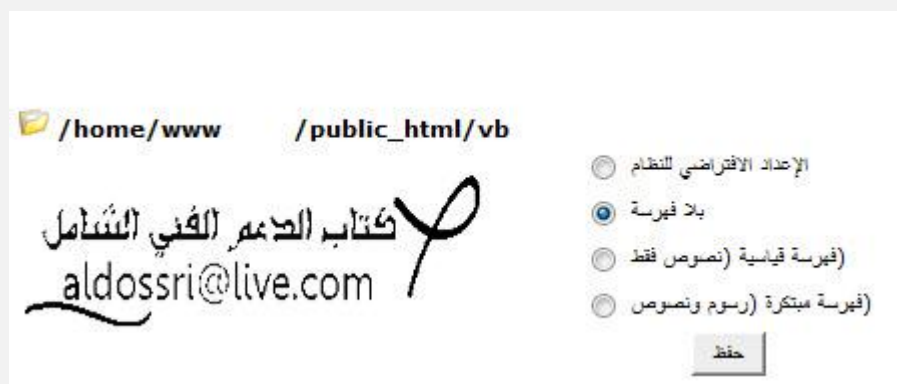 /home/www /public_html/vb
كتاب الدعم الفني الشامل
aldossri@live.com
الإعداد الافتراضي للنظام
بلا فهرسة
(فهرسة قياسية (نصوص فقط
(فهرسة مبتكرة (رسوم ونصوص
حفظ